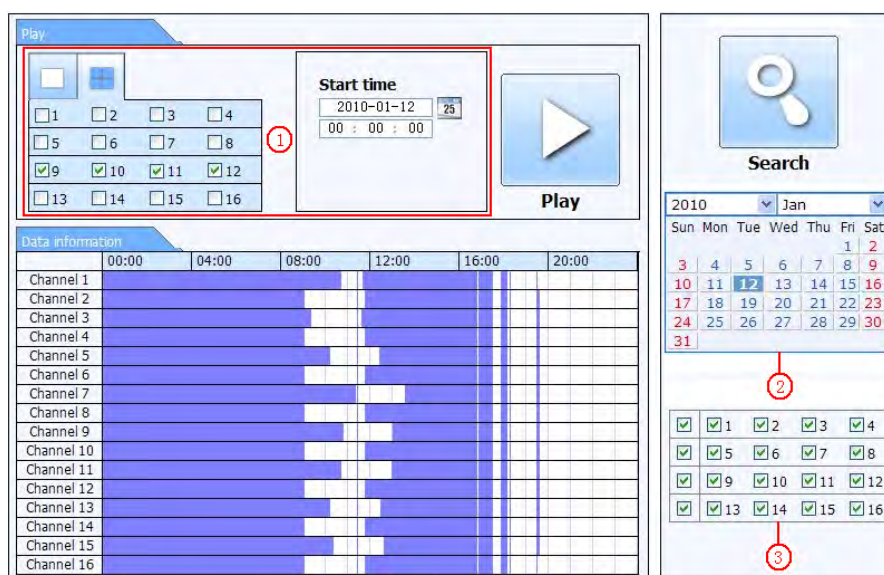 Play
Start time
2010-01-12 25
00 : 00 : 00
1 2 3 4
5 6 7 8
9 10 11 12
13 14 15 16
1
Play
Data information
00:00 04:00 08:00 12:00 16:00 20:00
Channel 1
Channel 2
Channel 3
Channel 4
Channel 5
Channel 6
Channel 7
Channel 8
Channel 9
Channel 10
Channel 11
Channel 12
Channel 13
Channel 14
Channel 15
Channel 16
Search
2010 Jan
Sun Mon Tue Wed Thu Fri Sat
1 2
3 4 5 6 7 8 9
10 11 12 13 14 15 16
17 18 19 20 21 22 23
24 25 26 27 28 29 30
31
2
1 2 3 4
5 6 7 8
9 10 11 12
13 14 15 16
3